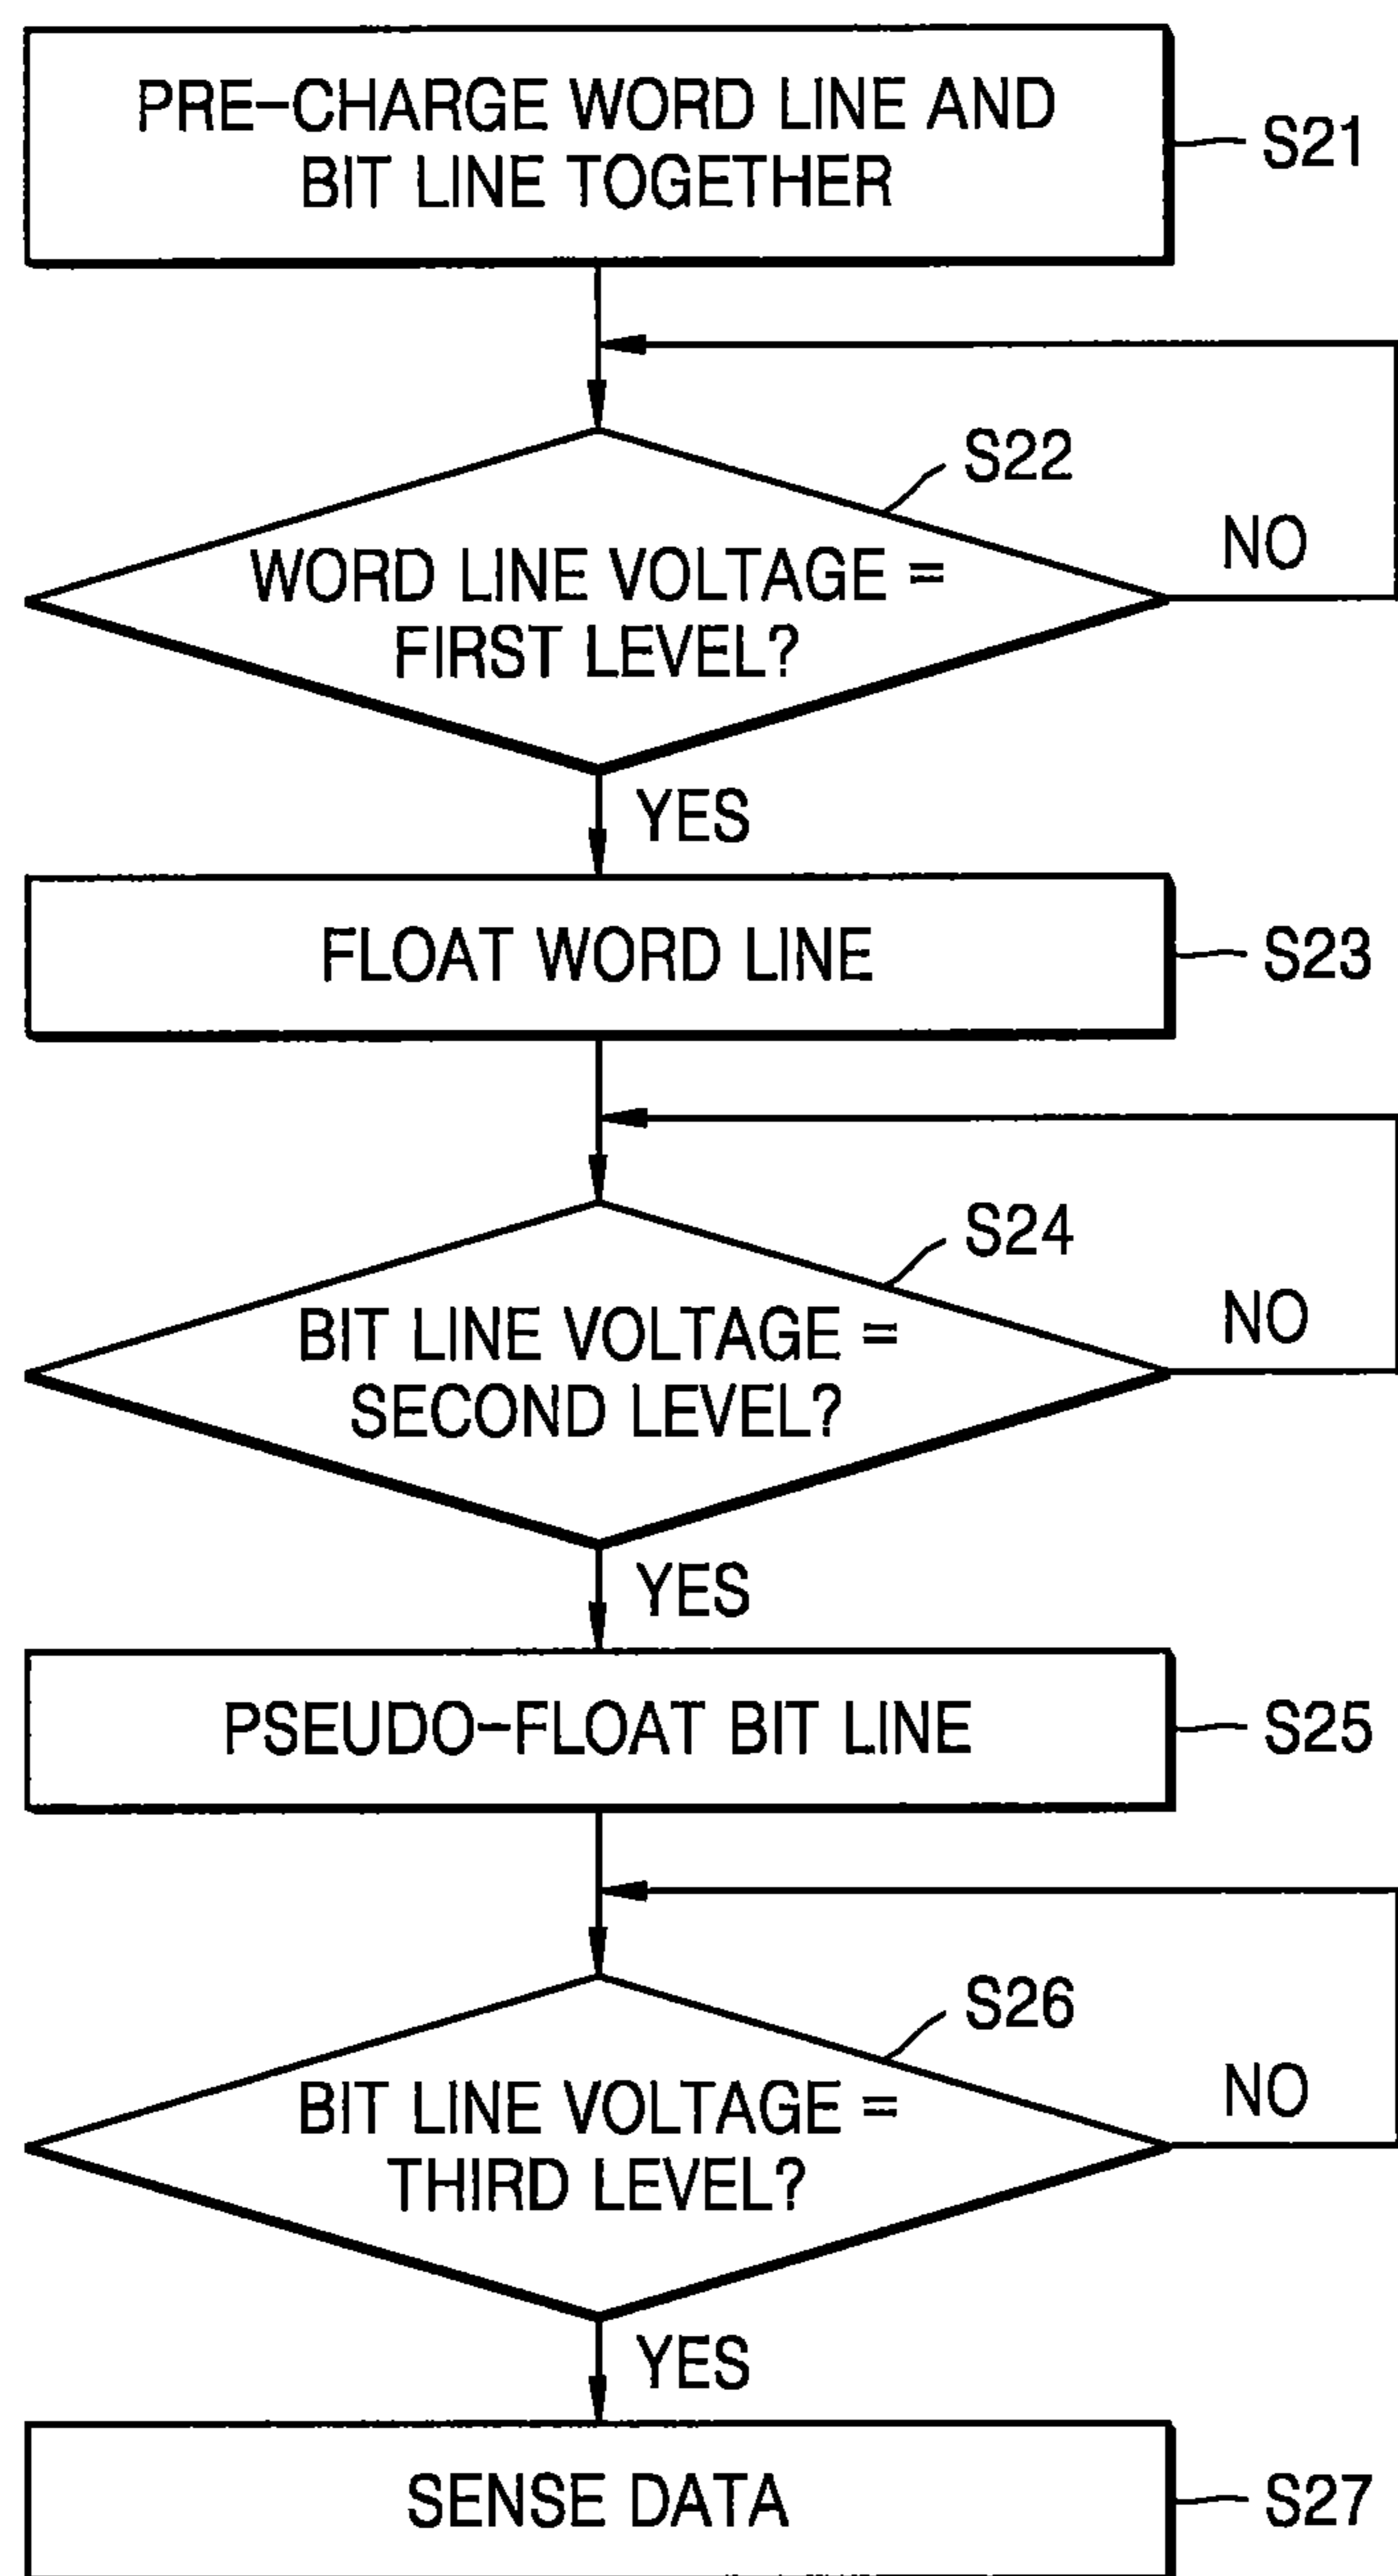 PRE-CHARGE WORD LINE AND
BIT LINE TOGETHER
S21
S22
WORD LINE VOLTAGE =
FIRST LEVEL?
NO
YES
FLOAT WORD LINE
S23
S24
BIT LINE VOLTAGE =
SECOND LEVEL?
NO
YES
PSEUDO-FLOAT BIT LINE
S25
S26
BIT LINE VOLTAGE =
THIRD LEVEL?
NO
YES
SENSE DATA
S27